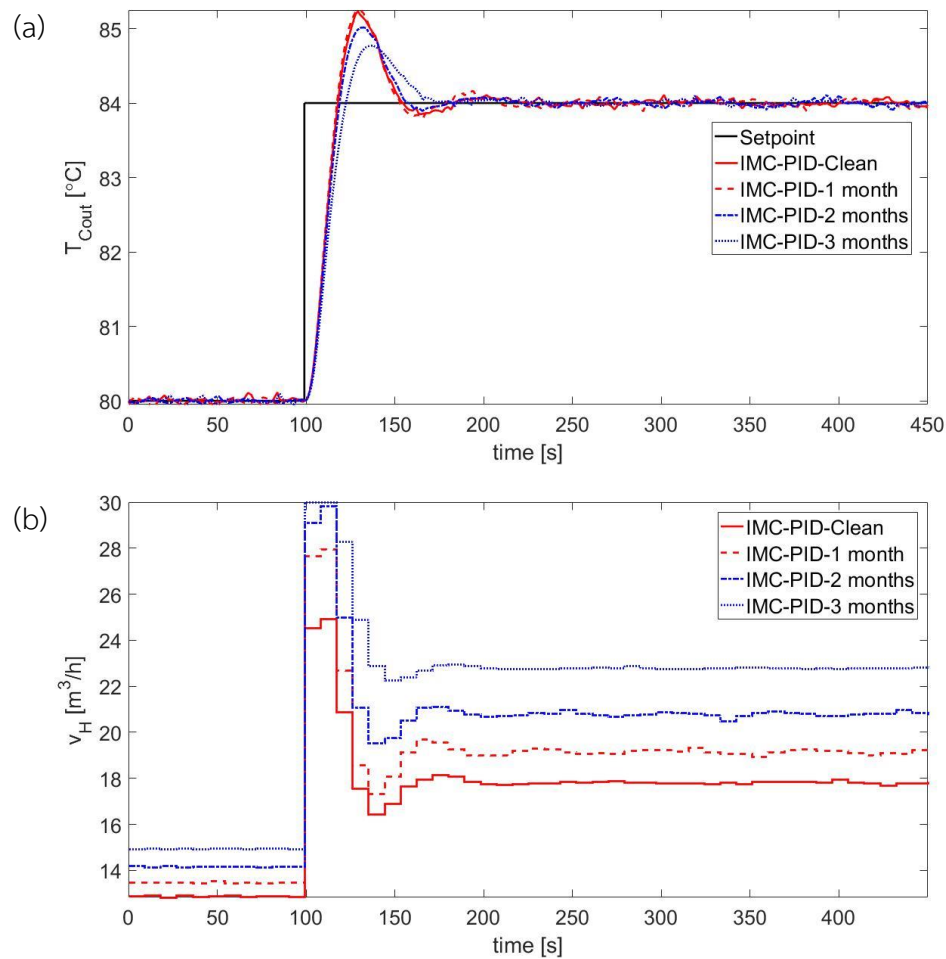 (a)
85
84
83
82
81
80
T_Cout [°C]
Setpoint
IMC-PID-Clean
IMC-PID-1 month
IMC-PID-2 months
IMC-PID-3 months
0 50 100 150 200 250 300 350 400 450
time [s]
(b)
30
28
26
24
22
20
18
16
14
v_H [m³/h]
IMC-PID-Clean
IMC-PID-1 month
IMC-PID-2 months
IMC-PID-3 months
0 50 100 150 200 250 300 350 400 450
time [s]